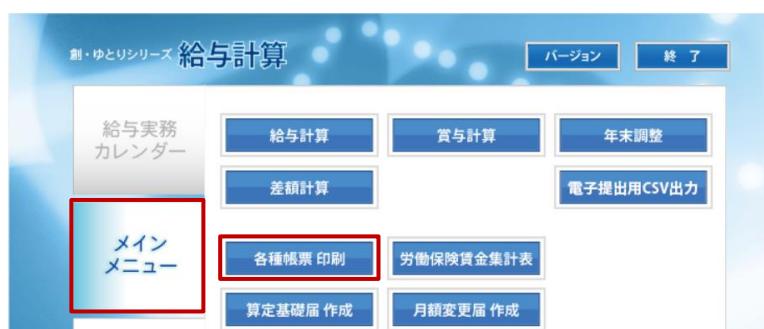 創・ゆとりシリーズ 給与計算
バージョン
終 了
給与実務
カレンダー
給与計算
賞与計算
年末調整
差額計算
電子提出用CSV出力
メイン
メニュー
各種帳票 印刷
労働保険賃金集計表
算定基礎届 作成
月額変更届 作成